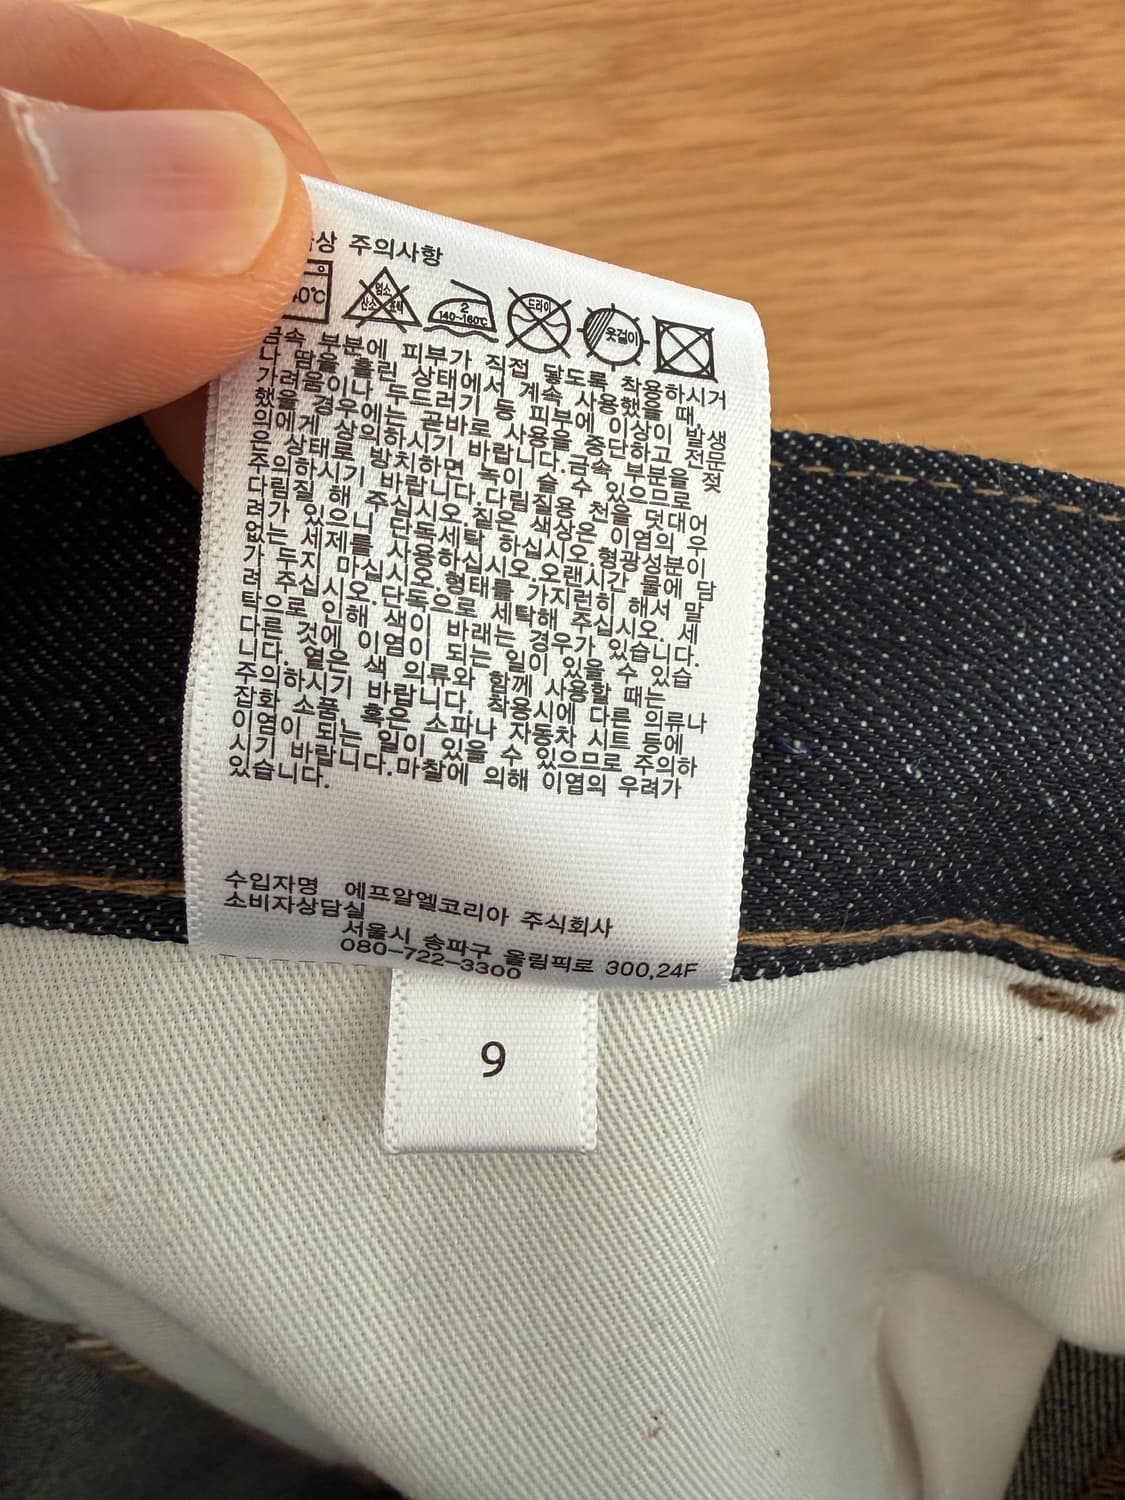 상 주의사항
0℃ 염소 산소 표백 2 140~160℃ 드라이 옷걸이
금속 부분에 피부가 직접 닿도록 착용하시거
나 땀을 흘린 상태에서 계속 사용했을 때,
가려움이나 두드러기 등 피부에 이상이 발생
했을 경우에는 곧바로 사용을 중단하고 전문
의에게 상의하시기 바랍니다.금속 부분을 젖
은 상태로 방치하면 녹이 슬 수 있으므로
주의하시기 바랍니다.다림질용 천을 덧대어
다림질 해 주십시오.짙은 색상은 이염의 우
려가 있으니 단독세탁 하십시오.형광성분이
없는 세제를 사용하십시오.오랜시간 물에 담
가 두지 마십시오.형태를 가지런히 해서 말
려 주십시오.단독으로 세탁해 주십시오. 세
탁으로 인해 색이 바래는 경우가 있습니다.
다른 것에 이염이 되는 일이 있을 수 있습
니다. 옅은 색 의류와 함께 사용할 때는
주의하시기 바랍니다. 착용시에 다른 의류나
잡화 소품, 혹은 소파나 자동차 시트 등에
이염이 되는 일이 있을 수 있으므로 주의하
시기 바랍니다.마찰에 의해 이염의 우려가
있습니다.
수입자명 에프알엘코리아 주식회사
소비자상담실
서울시 송파구 올림픽로 300,24F
080-722-3300
9